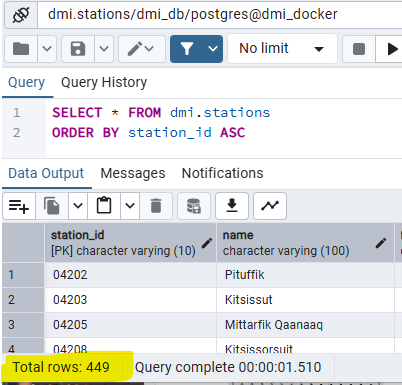 dmi.stations/dmi_db/postgres@dmi_docker
No limit
Query Query History
1 SELECT * FROM dmi.stations
2 ORDER BY station_id ASC
Data Output Messages Notifications
station_id name
[PK] character varying (10) character varying (100)
1 04202 Pituffik
2 04203 Kitsissut
3 04205 Mittarfik Qaanaaq
4 04208 Kitsissorsuit
Total rows: 449 Query complete 00:00:01.510